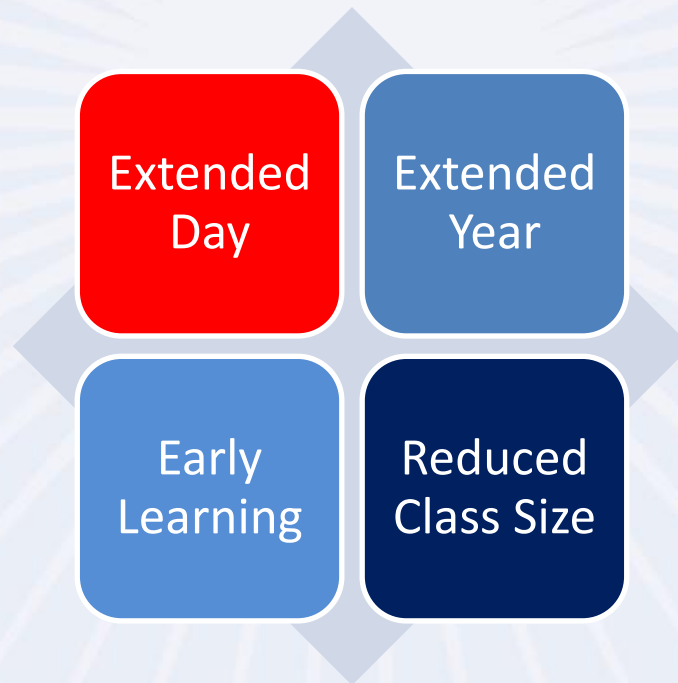 Extended
Day
Extended
Year
Early
Learning
Reduced
Class Size